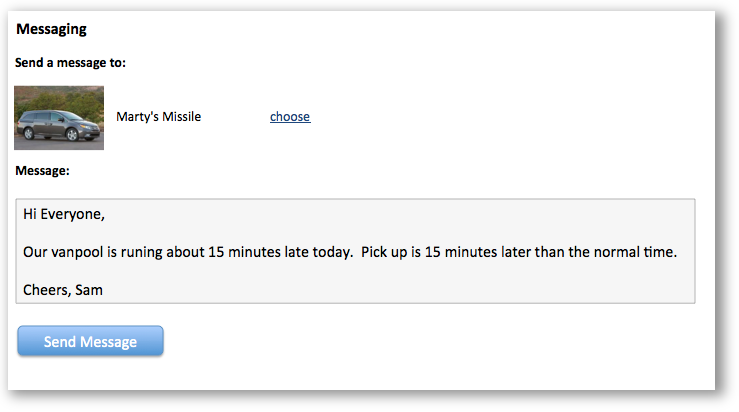 Messaging
Send a message to:
Marty's Missile choose
Message:
Hi Everyone,
Our vanpool is runing about 15 minutes late today.  Pick up is 15 minutes later than the normal time.
Cheers, Sam
Send Message